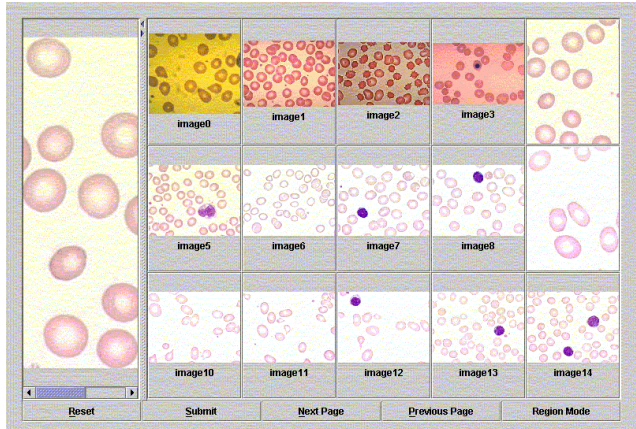 image0
image1
image2
image3
image5
image6
image7
image8
image10
image11
image12
image13
image14
Reset
Submit
Next Page
Previous Page
Region Mode